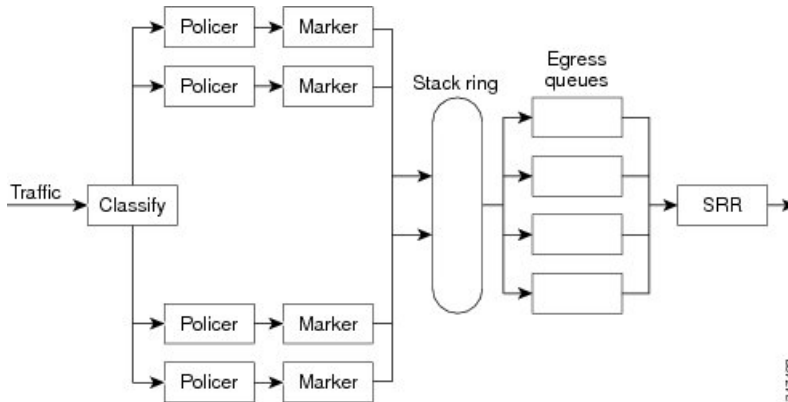 Policer
Marker
Policer
Marker
Stack ring
Egress
queues
Traffic
Classify
SRR
Policer
Marker
Policer
Marker